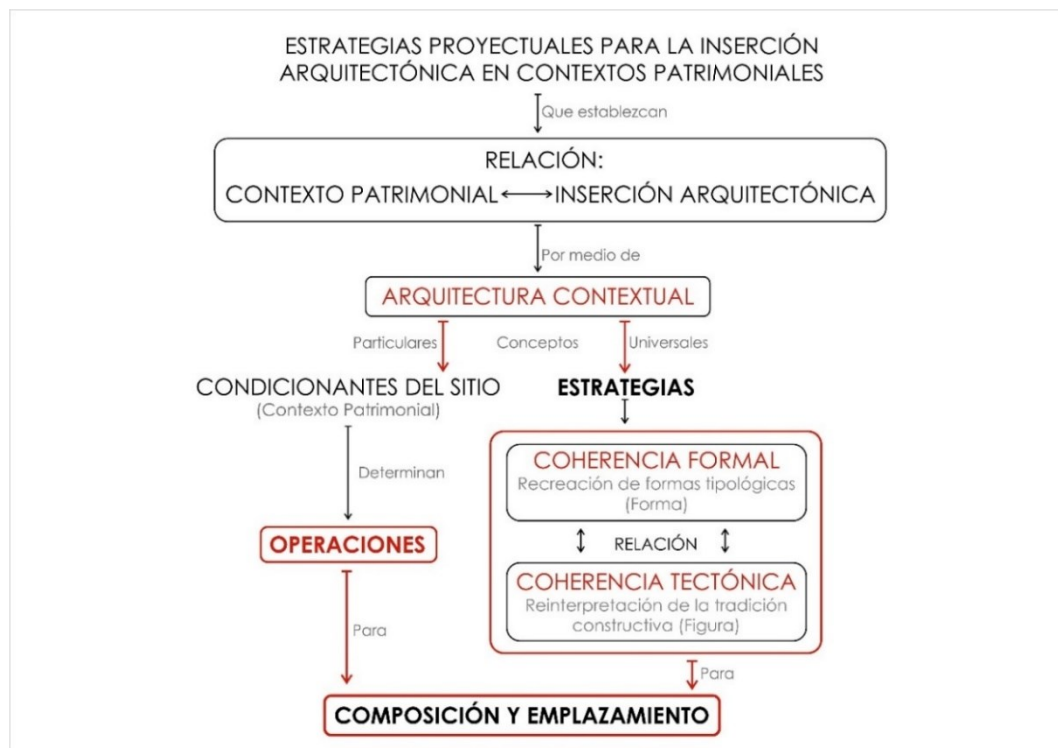 ESTRATEGIAS PROYECTUALES PARA LA INSERCIÓN
ARQUITECTÓNICA EN CONTEXTOS PATRIMONIALES
Que establezcan
RELACIÓN:
CONTEXTO PATRIMONIAL INSERCIÓN ARQUITECTÓNICA
Por medio de
ARQUITECTURA CONTEXTUAL
Particulares Conceptos Universales
CONDICIONANTES DEL SITIO
(Contexto Patrimonial)
Determinan
OPERACIONES
Para
ESTRATEGIAS
COHERENCIA FORMAL
Recreación de formas tipológicas
(Forma)
RELACIÓN
COHERENCIA TECTÓNICA
Reinterpretación de la tradición
constructiva (Figura)
Para
COMPOSICIÓN Y EMPLAZAMIENTO